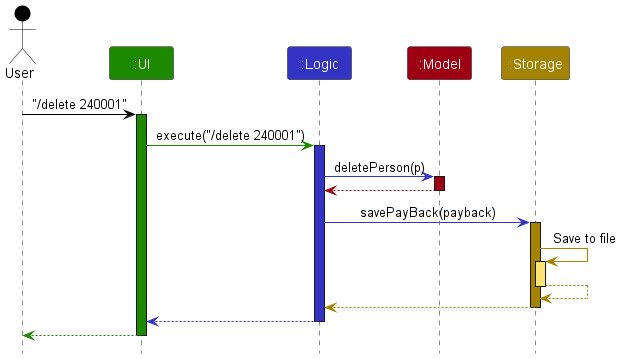 User
:UI
:Logic
:Model
:Storage
"/delete 240001"
execute("/delete 240001")
deletePerson(p)
savePayBack(payback)
Save to file